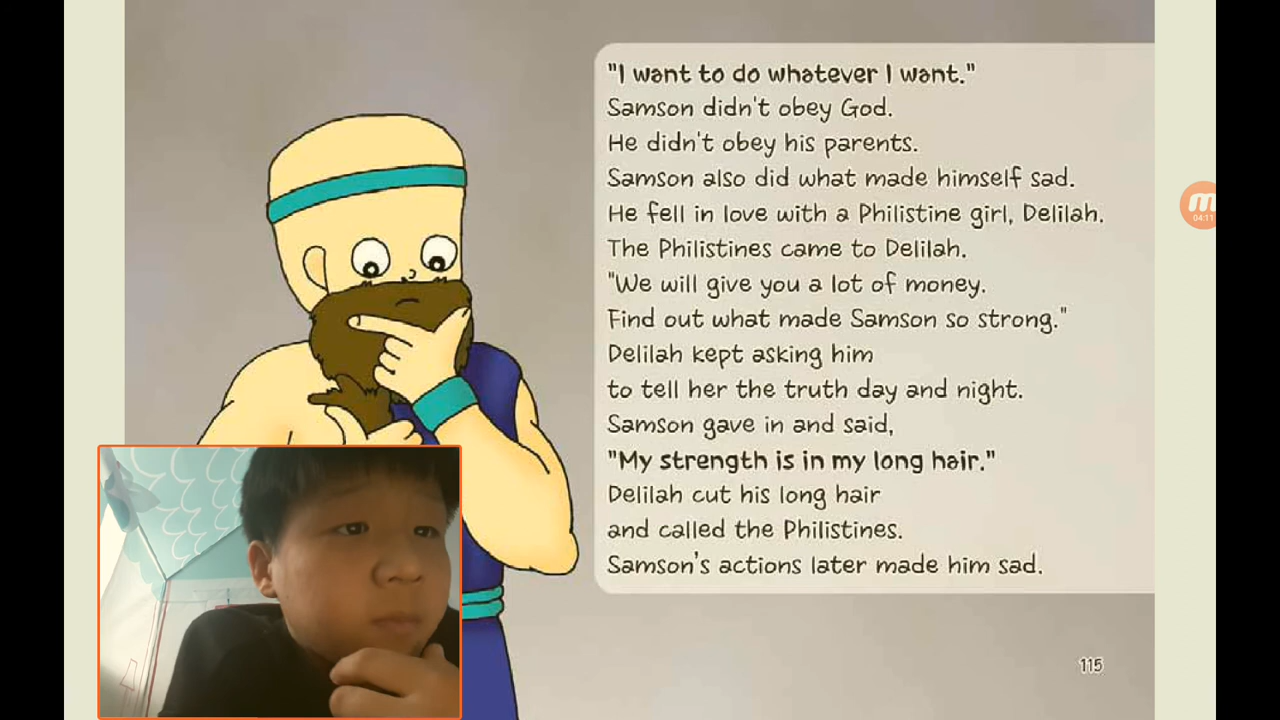 "I want to do whatever I want."
Samson didn't obey God.
He didn't obey his parents.
Samson also did what made himself sad.
He fell in love with a Philistine girl, Delilah.
The Philistines came to Delilah.
"We will give you a lot of money.
Find out what made Samson so strong."
Delilah kept asking him
to tell her the truth day and night.
Samson gave in and said,
"My strength is in my long hair."
Delilah cut his long hair
and called the Philistines.
Samson's actions later made him sad.
115
m
04:11